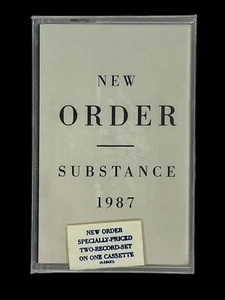 NEW
ORDER
SUBSTANCE
1987
NEW ORDER
SPECIALLY-PRICED
TWO-RECORD-SET
ON ONE CASSETTE